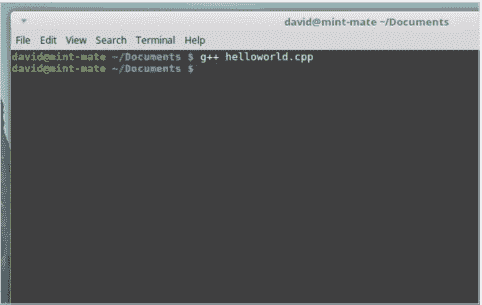 david@mint-mate ~/Documents
File Edit View Search Terminal Help
david@mint-mate ~/Documents $ g++ helloworld.cpp
david@mint-mate ~/Documents $